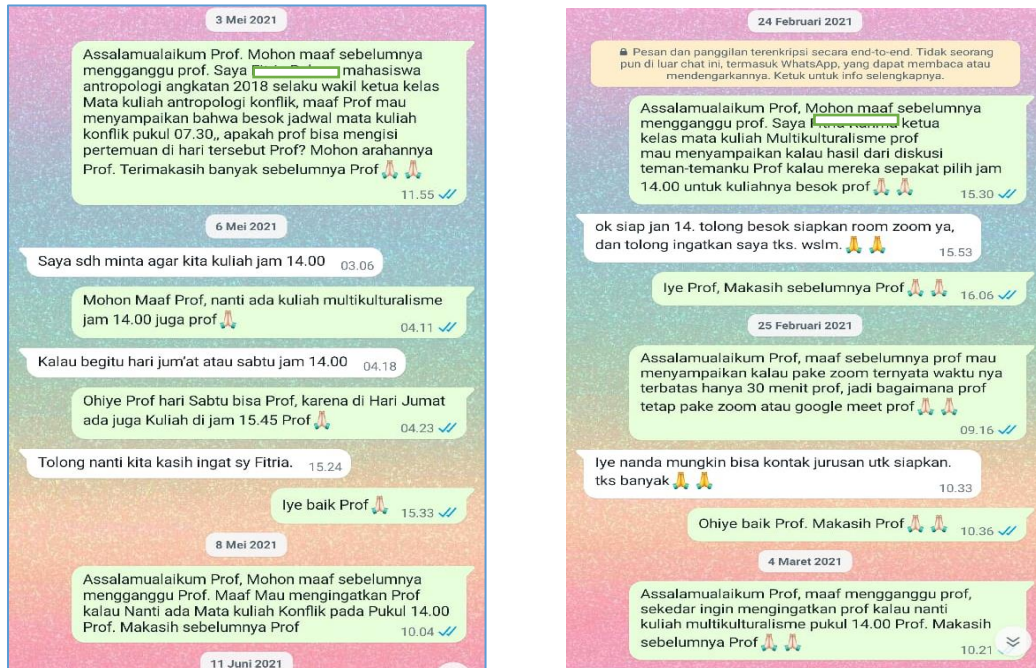 3 Mei 2021
Assalamualaikum Prof. Mohon maaf sebelumnya
mengganggu prof. Saya mahasiswa
antropologi angkatan 2018 selaku wakil ketua kelas
Mata kuliah antropologi konflik, maaf Prof mau
menyampaikan bahwa besok jadwal mata kuliah
konflik pukul 07.30,, apakah prof bisa mengisi
pertemuan di hari tersebut Prof? Mohon arahannya
Prof. Terimakasih banyak sebelumnya Prof🙏🏻 🙏🏻
11.55
6 Mei 2021
Saya sdh minta agar kita kuliah jam 14.00 03.06
Mohon Maaf Prof, nanti ada kuliah multikulturalisme
jam 14.00 juga prof🙏🏻
04.11
Kalau begitu hari jum'at atau sabtu jam 14.00 04.18
Ohiye Prof hari Sabtu bisa Prof, karena di Hari Jumat
ada juga Kuliah di jam 15.45 Prof🙏🏻
04.23
Tolong nanti kita kasih ingat sy Fitria. 15.24
Iye baik Prof🙏🏻 15.33
8 Mei 2021
Assalamualaikum Prof, Mohon maaf sebelumnya
mengganggu Prof. Maaf Mau mengingatkan Prof
kalau Nanti ada Mata kuliah Konflik pada Pukul 14.00
Prof. Makasih sebelumnya Prof 10.04
11 Juni 2021
24 Februari 2021
🔒 Pesan dan panggilan terenkripsi secara end-to-end. Tidak seorang
pun di luar chat ini, termasuk WhatsApp, yang dapat membaca atau
mendengarkannya. Ketuk untuk info selengkapnya.
Assalamualaikum Prof, Mohon maaf sebelumnya
mengganggu prof. Saya ketua
kelas mata kuliah Multikulturalisme prof
mau menyampaikan kalau hasil dari diskusi
teman-temanku Prof kalau mereka sepakat pilih jam
14.00 untuk kuliahnya besok prof🙏🏻 🙏🏻
15.30
ok siap jan 14. tolong besok siapkan room zoom ya,
dan tolong ingatkan saya tks. wslm.🙏 🙏
15.53
Iye Prof, Makasih sebelumnya Prof🙏🏻 🙏🏻 16.06
25 Februari 2021
Assalamualaikum Prof, maaf sebelumnya prof mau
menyampaikan kalau pake zoom ternyata waktu nya
terbatas hanya 30 menit prof, jadi bagaimana prof
tetap pake zoom atau google meet prof🙏🏻 🙏🏻
09.16
Iye nanda mungkin bisa kontak jurusan utk siapkan.
tks banyak🙏 🙏
10.33
Ohiye baik Prof. Makasih Prof🙏🏻 🙏🏻 10.36
4 Maret 2021
Assalamualaikum Prof, maaf mengganggu prof,
sekedar ingin mengingatkan prof kalau nanti
kuliah multikulturalisme pukul 14.00 Prof. Makasih
sebelumnya Prof🙏🏻 🙏🏻
10.21